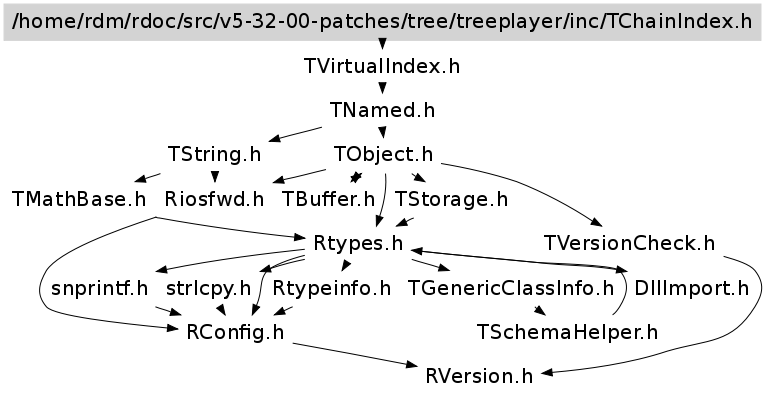 /home/rdm/rdoc/src/v5-32-00-patches/tree/treeplayer/inc/TChainIndex.h
TVirtualIndex.h
TNamed.h
TString.h
TObject.h
TMathBase.h
Riosfwd.h
TBuffer.h
TStorage.h
Rtypes.h
TVersionCheck.h
snprintf.h
strlcpy.h
Rtypeinfo.h
TGenericClassInfo.h
DllImport.h
RConfig.h
TSchemaHelper.h
RVersion.h